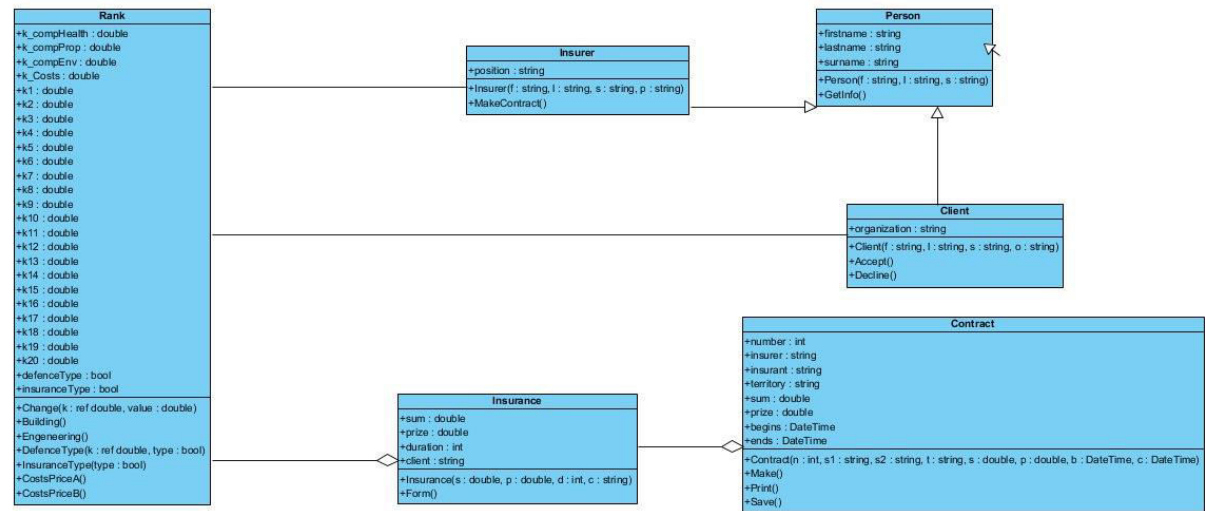 Rank
+k_compHealth : double
+k_compProp : double
+k_compEnv : double
+k_Costs : double
+k1 : double
+k2 : double
+k3 : double
+k4 : double
+k5 : double
+k6 : double
+k7 : double
+k8 : double
+k9 : double
+k10 : double
+k11 : double
+k12 : double
+k13 : double
+k14 : double
+k15 : double
+k16 : double
+k17 : double
+k18 : double
+k19 : double
+k20 : double
+defenceType : bool
+insuranceType : bool
+Change(k : ref double, value : double)
+Building()
+Engeneering()
+DefenceType(k : ref double, type : bool)
+InsuranceType(type : bool)
+CostsPriceA()
+CostsPriceB()
Insurer
+position : string
+Insurer(f : string, l : string, s : string, p : string)
+MakeContract()
Person
+firstname : string
+lastname : string
+surname : string
+Person(f : string, l : string, s : string)
+GetInfo()
Client
+organization : string
+Client(f : string, l : string, s : string, o : string)
+Accept()
+Decline()
Insurance
+sum : double
+prize : double
+duration : int
+client : string
+Insurance(s : double, p : double, d : int, c : string)
+Form()
Contract
+number : int
+insurer : string
+insurant : string
+territory : string
+sum : double
+prize : double
+begins : DateTime
+ends : DateTime
+Contract(n : int, s1 : string, s2 : string, t : string, s : double, p : double, b : DateTime, c : DateTime)
+Make()
+Print()
+Save()